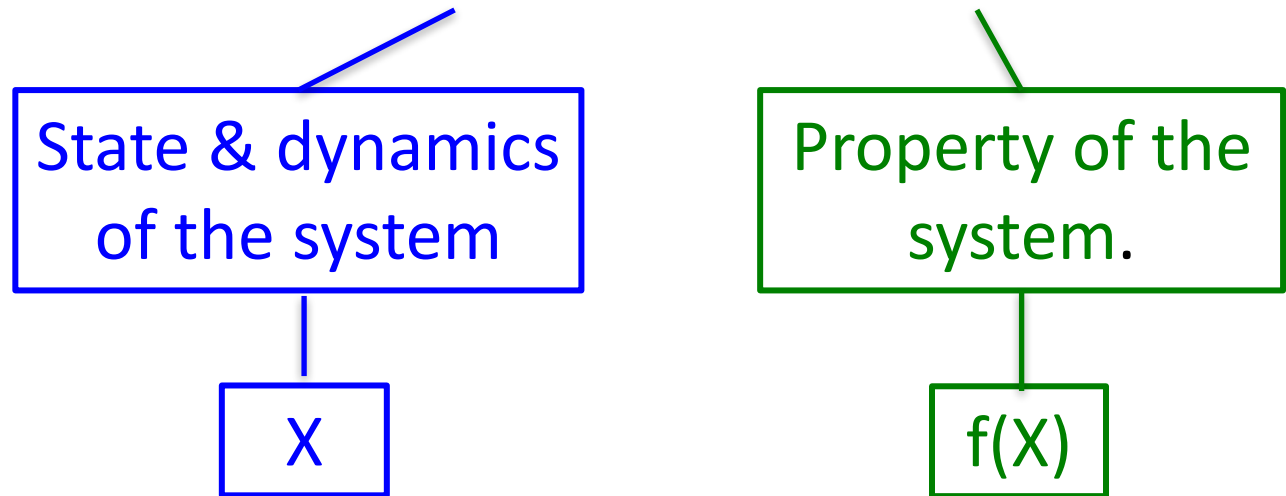 State & dynamics
of the system
Property of the
system.
X
f(X)